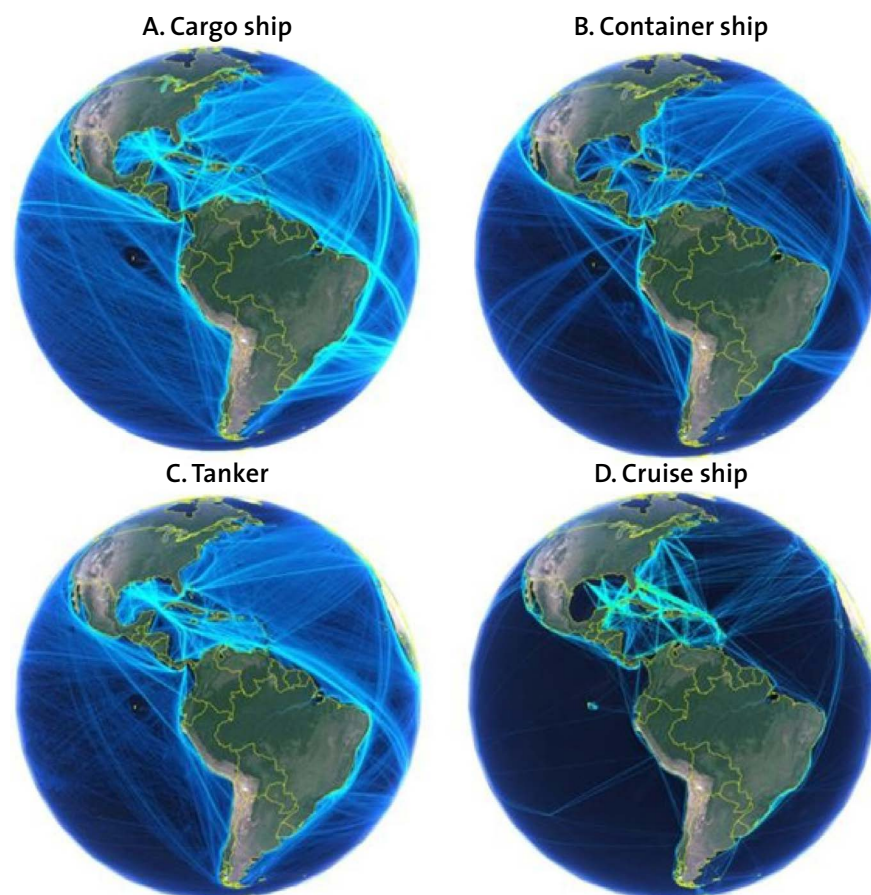 A. Cargo ship
B. Container ship
C. Tanker
D. Cruise ship